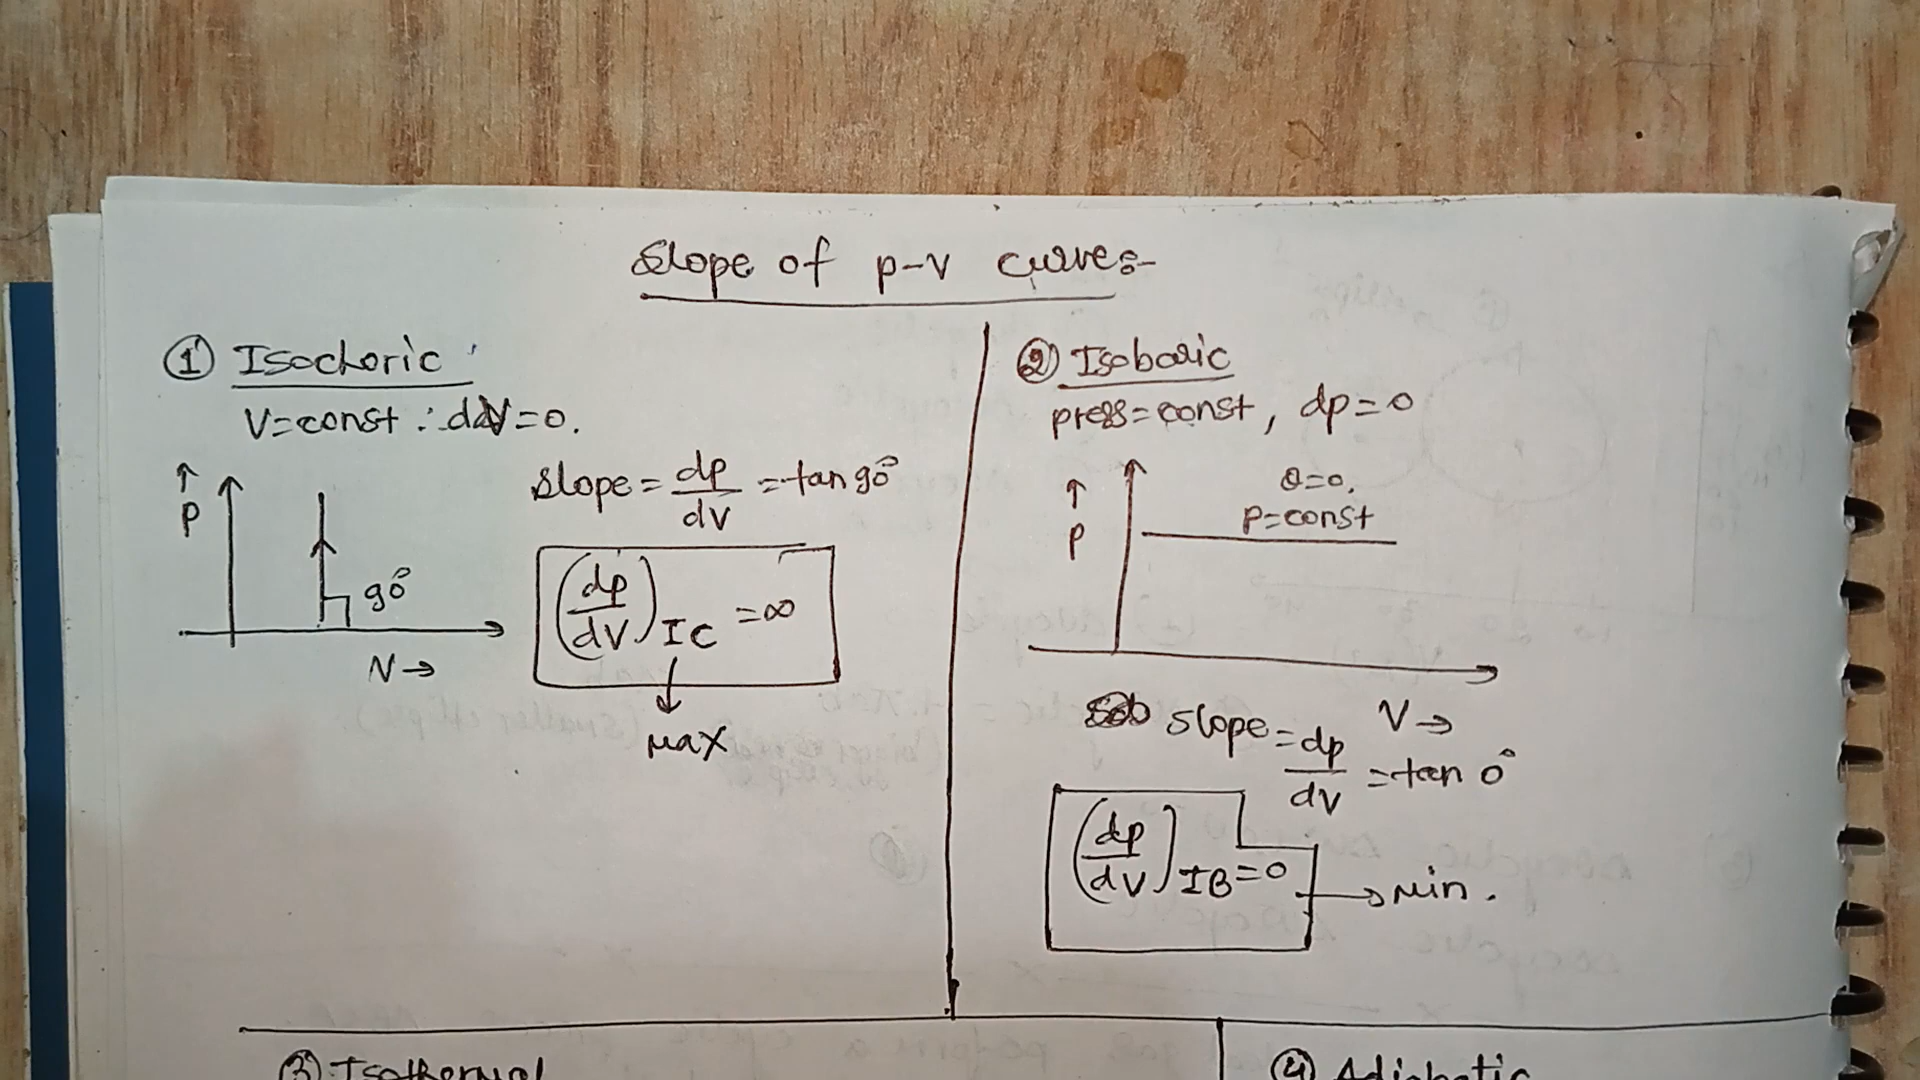 Slope of p-v curve:-
① Isochoric
V=const ∴ dV=0.
↑
P
90°
V→
Slope = dp/dV = tan 90°
(dp/dV) IC = ∞
↓
Max
② Isobaric
press = const, dp = 0
θ=0,
P=const
↑
P
V→
Slope = dp/dV = tan 0°
(dp/dV) IB = 0 → Min.
③ Isothermal
④ Adiabatic